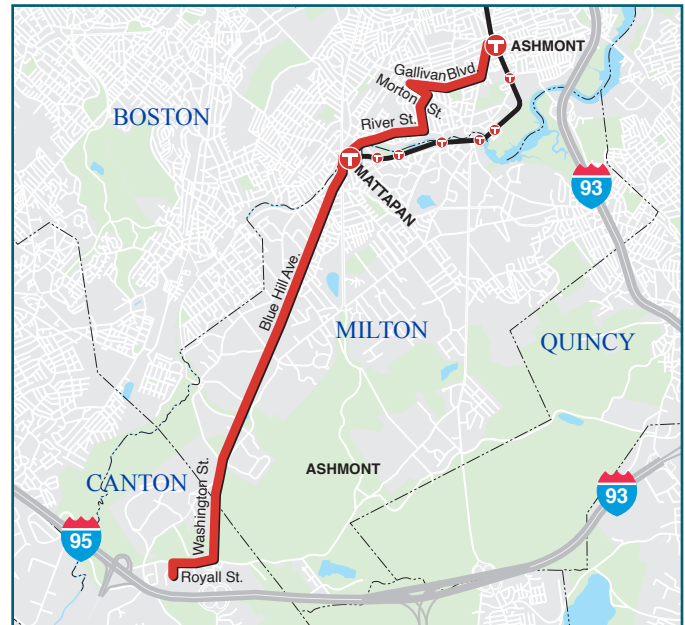 T
ASHMONT
Gallivan Blvd.
T
Morton St.
BOSTON
River St.
T
T
T
T
T
T
MATTAPAN
93
Blue Hill Ave.
MILTON
QUINCY
ASHMONT
CANTON
Washington St.
93
95
Royall St.